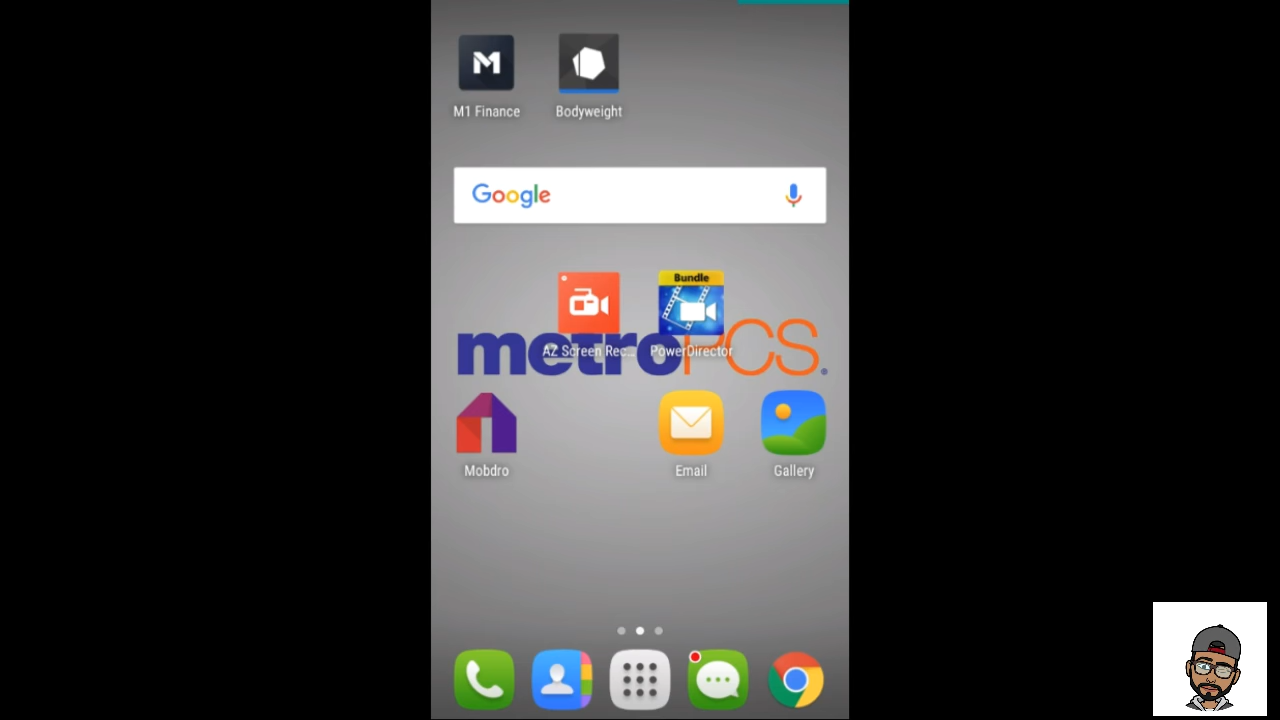 M1 Finance
Bodyweight
Google
Bundle
metroPCS.
AZ Screen Rec...
PowerDirector
Mobdro
Email
Gallery